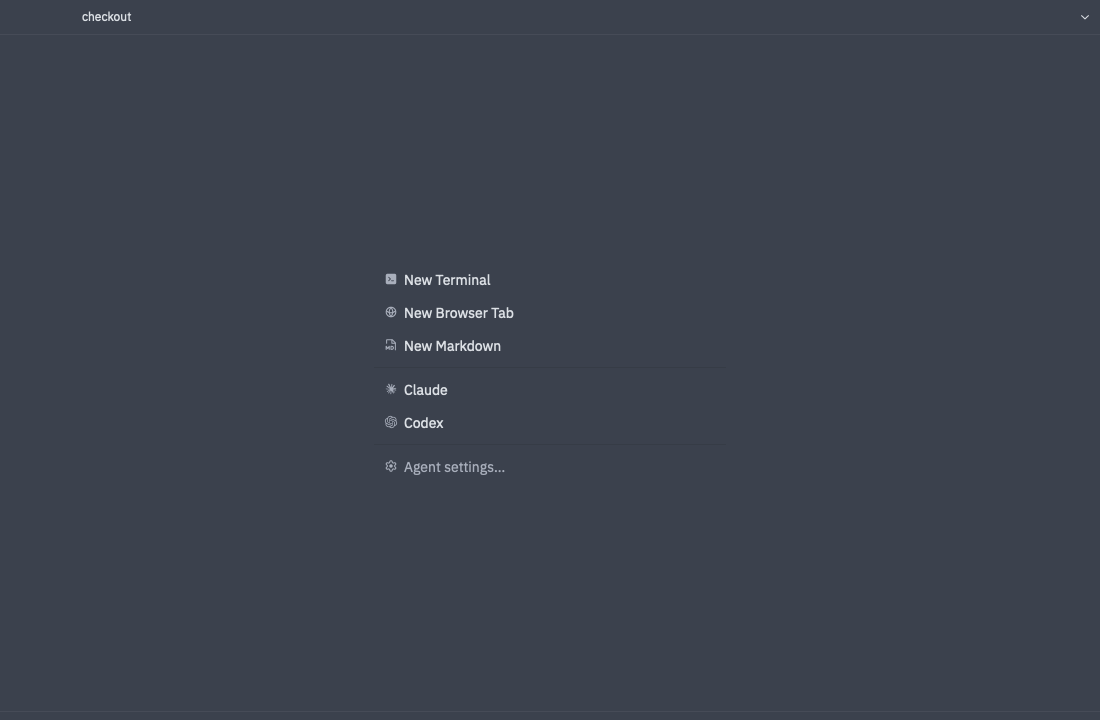 checkout
New Terminal
New Browser Tab
New Markdown
Claude
Codex
Agent settings...